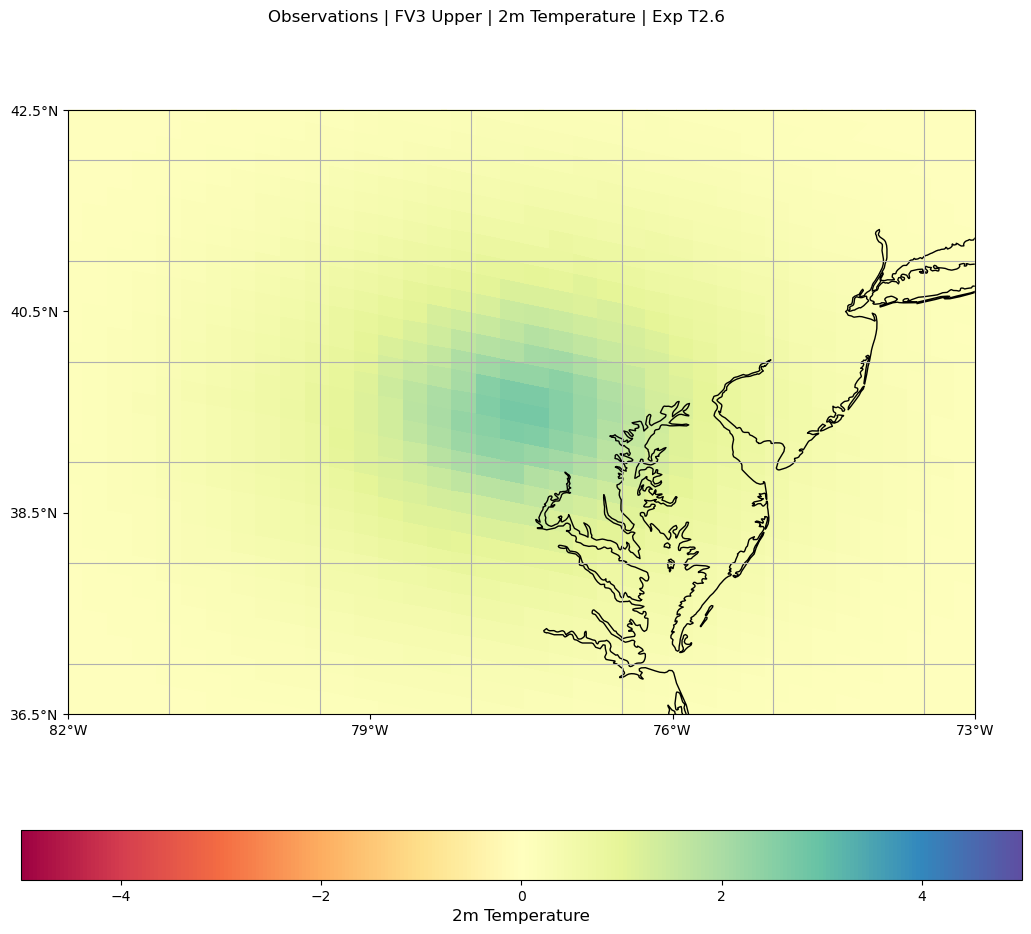 Observations | FV3 Upper | 2m Temperature | Exp T2.6
42.5°N
40.5°N
38.5°N
36.5°N
82°W 79°W 76°W 73°W
−4 −2 0 2 4
2m Temperature